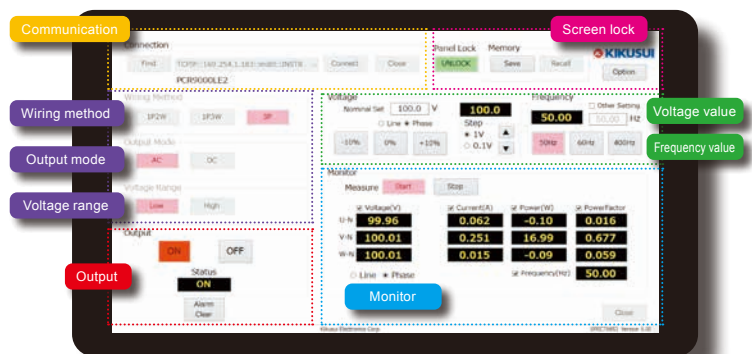 Communication
Screen lock
Connection
Find
Connect
Close
PCR9000LE2
Panel Lock
UNLOCK
Memory
Save
Recall
KIKUSUI
Option
Wiring method
Wiring Method
1P2W
1P3W
3P
Output mode
Output Mode
AC
DC
Voltage range
Voltage Range
Low
High
Voltage value
Voltage
Nominal Set
100.0 V
Line
Phase
-10%
0%
+10%
100.0
Step
1V
0.1V
Frequency value
Frequency
50.00
Other Setting
50.00 Hz
50Hz
60Hz
400Hz
Output
Output
ON
OFF
Status
ON
Alarm
Clear
Monitor
Monitor
Measure
Start
Stop
Voltage(V)
Current(A)
Power(W)
PowerFactor
U-N 99.96 0.062 -0.10 0.016
V-N 100.01 0.251 16.99 0.677
W-N 100.01 0.015 -0.09 0.059
Line
Phase
Frequency(Hz) 50.00
Close
Kikusui Electronics Corp.